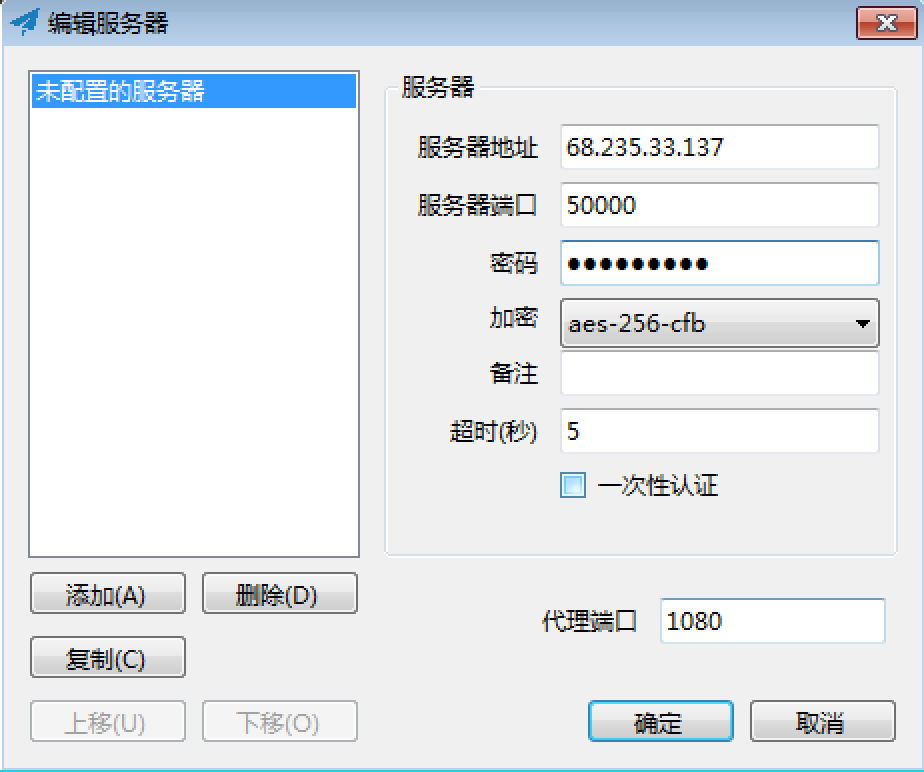 编辑服务器
未配置的服务器
服务器
服务器地址 68.235.33.137
服务器端口 50000
密码 ●●●●●●●●●
加密 aes-256-cfb
备注
超时(秒) 5
一次性认证
添加(A) 删除(D)
代理端口 1080
复制(C)
上移(U) 下移(O)
确定 取消